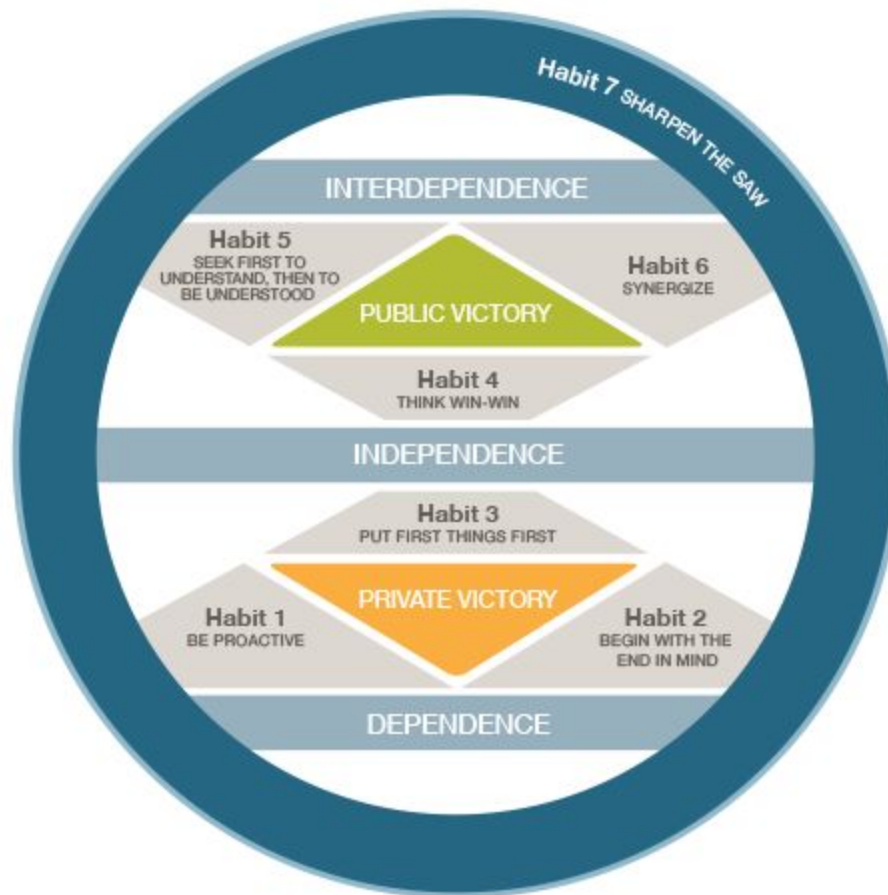 Habit 7 SHARPEN THE SAW
INTERDEPENDENCE
Habit 5
SEEK FIRST TO
UNDERSTAND, THEN TO
BE UNDERSTOOD
Habit 6
SYNERGIZE
PUBLIC VICTORY
Habit 4
THINK WIN-WIN
INDEPENDENCE
Habit 3
PUT FIRST THINGS FIRST
PRIVATE VICTORY
Habit 1
BE PROACTIVE
Habit 2
BEGIN WITH THE
END IN MIND
DEPENDENCE